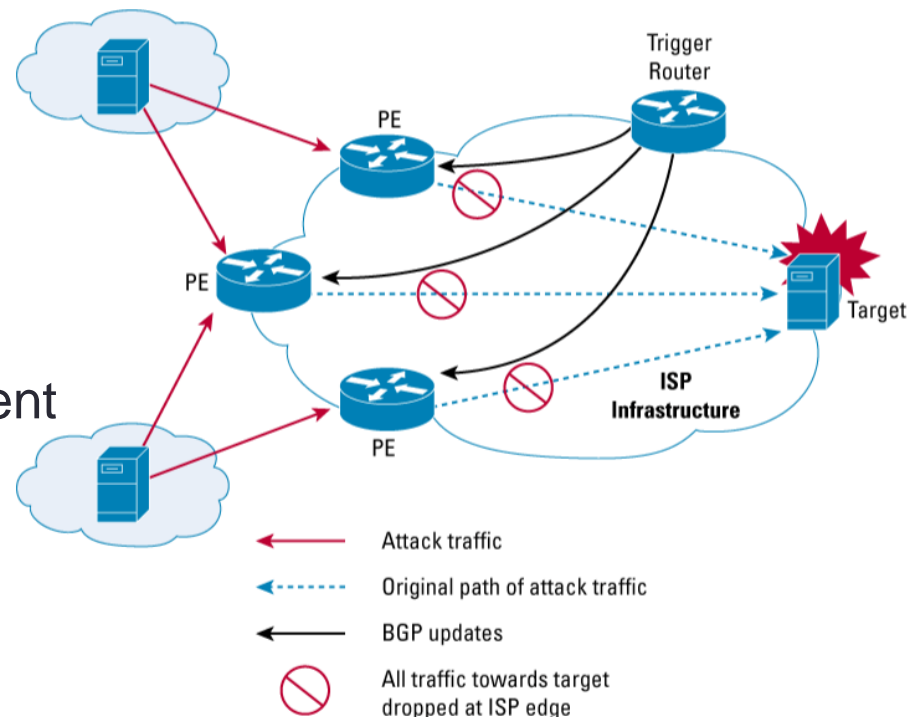 Trigger
Router
PE
PE
Target
ent
ISP
Infrastructure
PE
Attack traffic
Original path of attack traffic
BGP updates
All traffic towards target
dropped at ISP edge